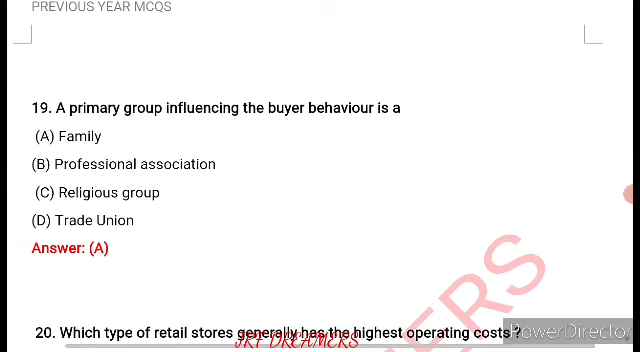 PREVIOUS YEAR MCQS
19. A primary group influencing the buyer behaviour is a
(A) Family
(B) Professional association
(C) Religious group
(D) Trade Union
Answer: (A)
ERS
20. Which type of retail stores generally has the highest operating costs ?
JRF DREAMERS
PowerDirector